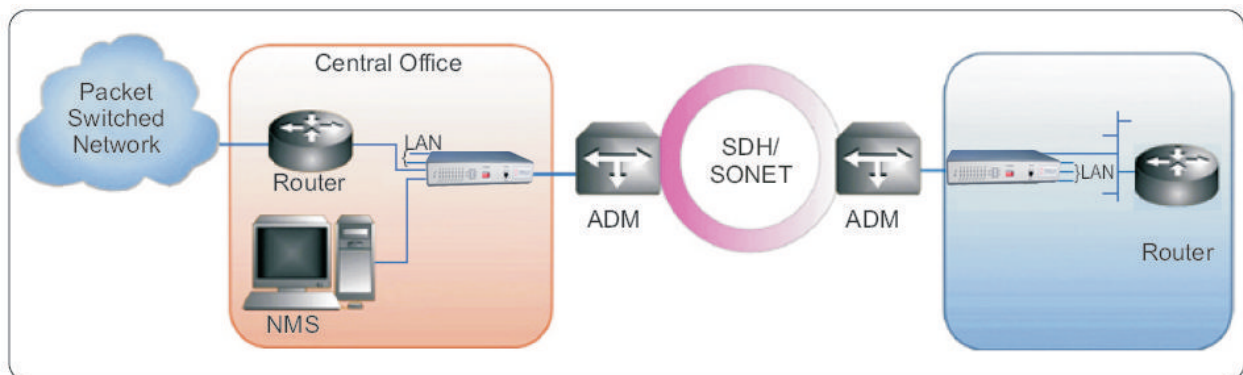 Packet
Switched
Network
Central Office
LAN
Router
NMS
ADM
SDH/
SONET
ADM
LAN
Router